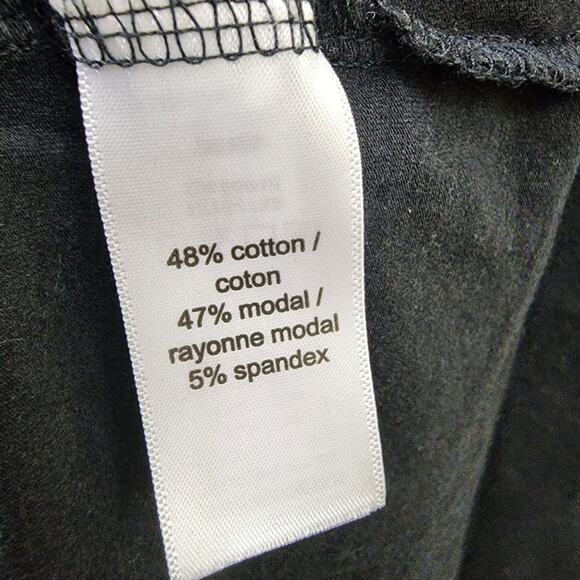 48% cotton /
coton
47% modal /
rayonne modal
5% spandex